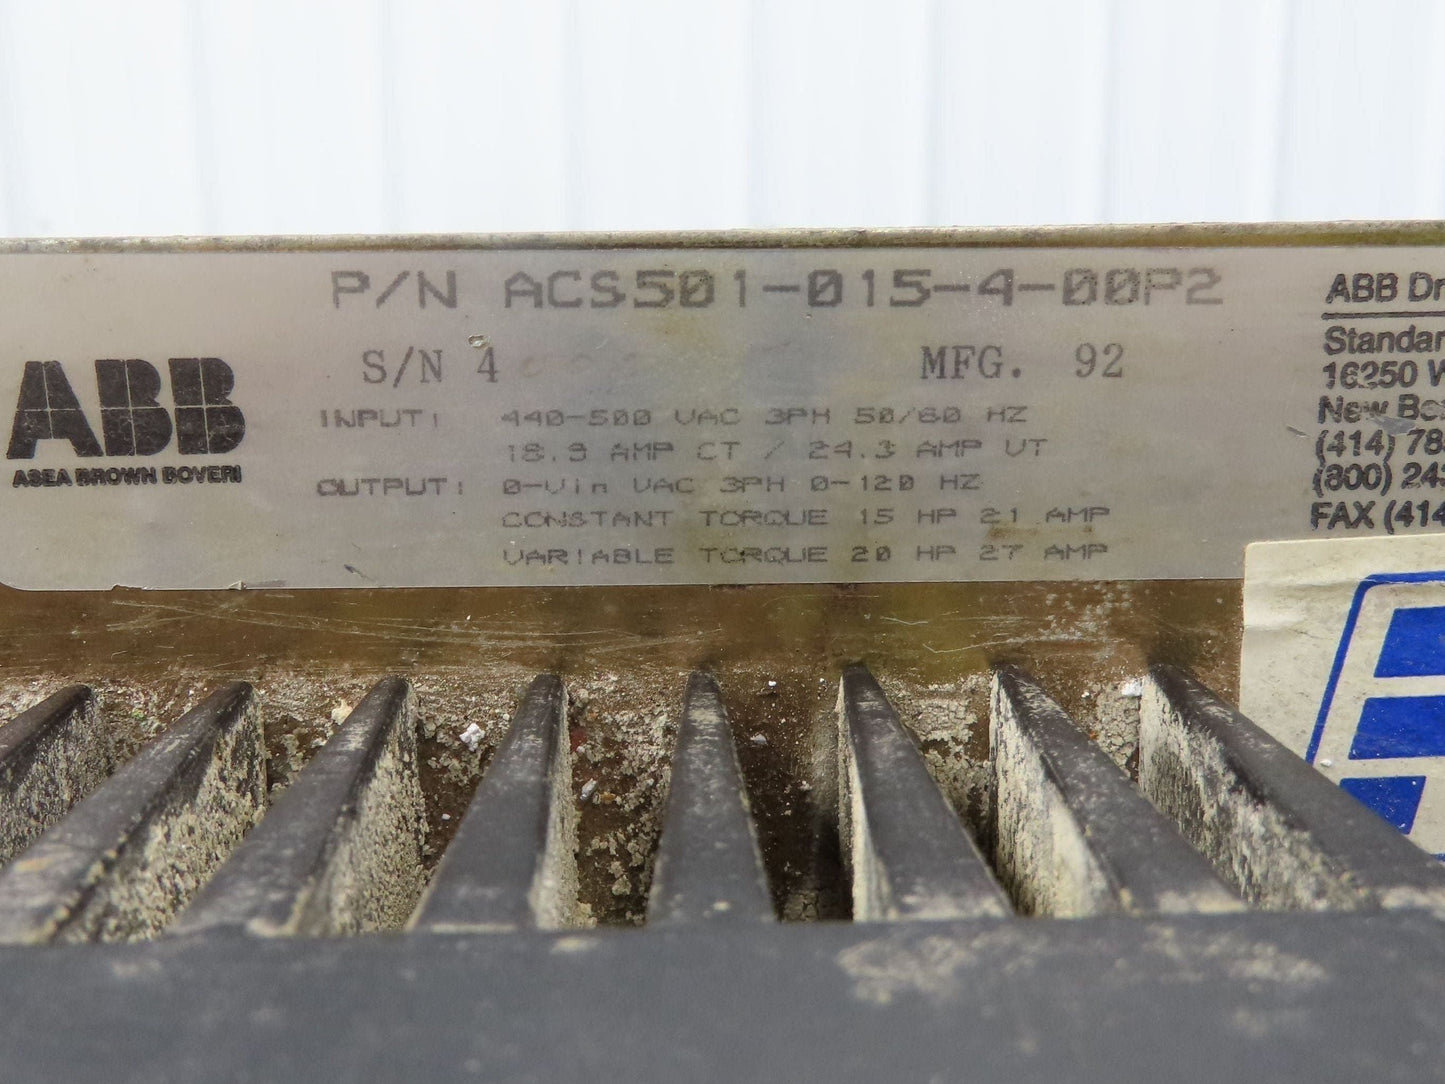 P/N ACS501-015-4-00P2
S/N 4
MFG. 92
ABB
ASEA BROWN BOVERI
INPUT: 440-500 VAC 3PH 50/60 HZ
18.9 AMP CT / 24.3 AMP VT
OUTPUT: 0-Vin VAC 3PH 0-120 HZ
CONSTANT TORQUE 15 HP 21 AMP
VARIABLE TORQUE 20 HP 27 AMP
ABB Dr
Standar
16250 W
New Ber
(414) 78
(800) 24
FAX (414